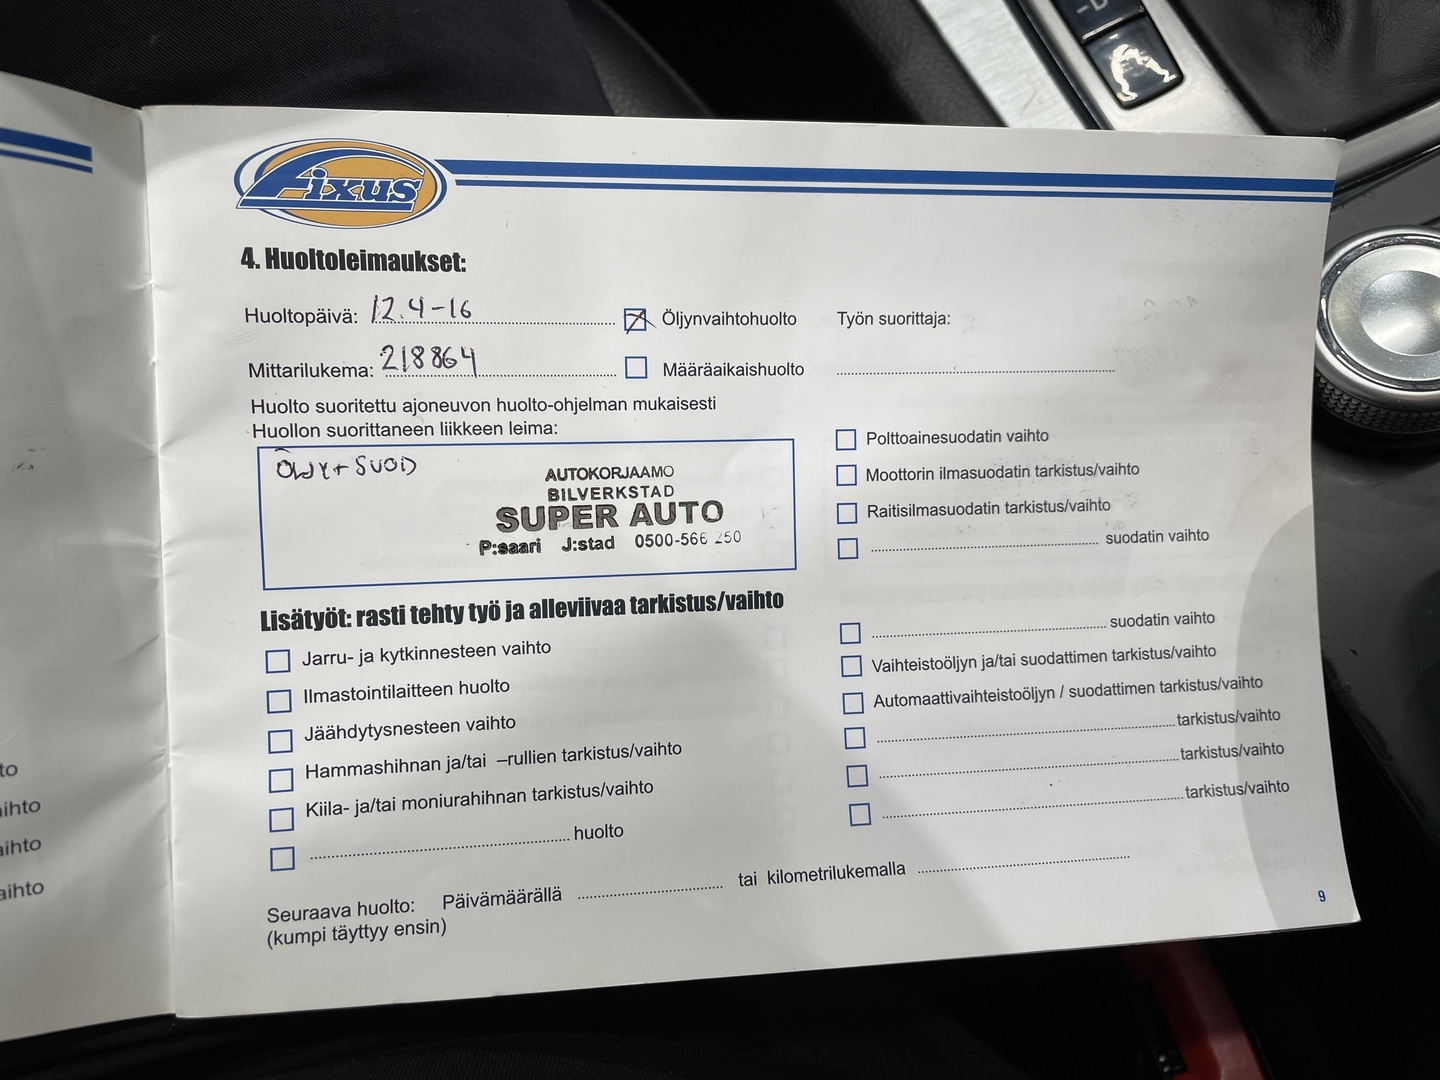 Fixus
4. Huoltoleimaukset:
Huoltopäivä: 12.4-16
Öljynvaihtohuolto
Työn suorittaja:
Mittarilukema: 218864
Määräaikaishuolto
Huolto suoritettu ajoneuvon huolto-ohjelman mukaisesti
Huollon suorittaneen liikkeen leima:
ÖLJY+SUOD
AUTOKORJAAMO
BILVERKSTAD
SUPER AUTO
P:saari J:stad 0500-566 250
Polttoainesuodatin vaihto
Moottorin ilmasuodatin tarkistus/vaihto
Raitisilmasuodatin tarkistus/vaihto
suodatin vaihto
Lisätyöt: rasti tehty työ ja alleviivaa tarkistus/vaihto
Jarru- ja kytkinnesteen vaihto
Ilmastointilaitteen huolto
Jäähdytysnesteen vaihto
Hammashihnan ja/tai –rullien tarkistus/vaihto
Kiila- ja/tai moniurahihnan tarkistus/vaihto
huolto
suodatin vaihto
Vaihteistoöljyn ja/tai suodattimen tarkistus/vaihto
Automaattivaihteistoöljyn / suodattimen tarkistus/vaihto
tarkistus/vaihto
tarkistus/vaihto
tarkistus/vaihto
Seuraava huolto: Päivämäärällä tai kilometrilukemalla
(kumpi täyttyy ensin)
9